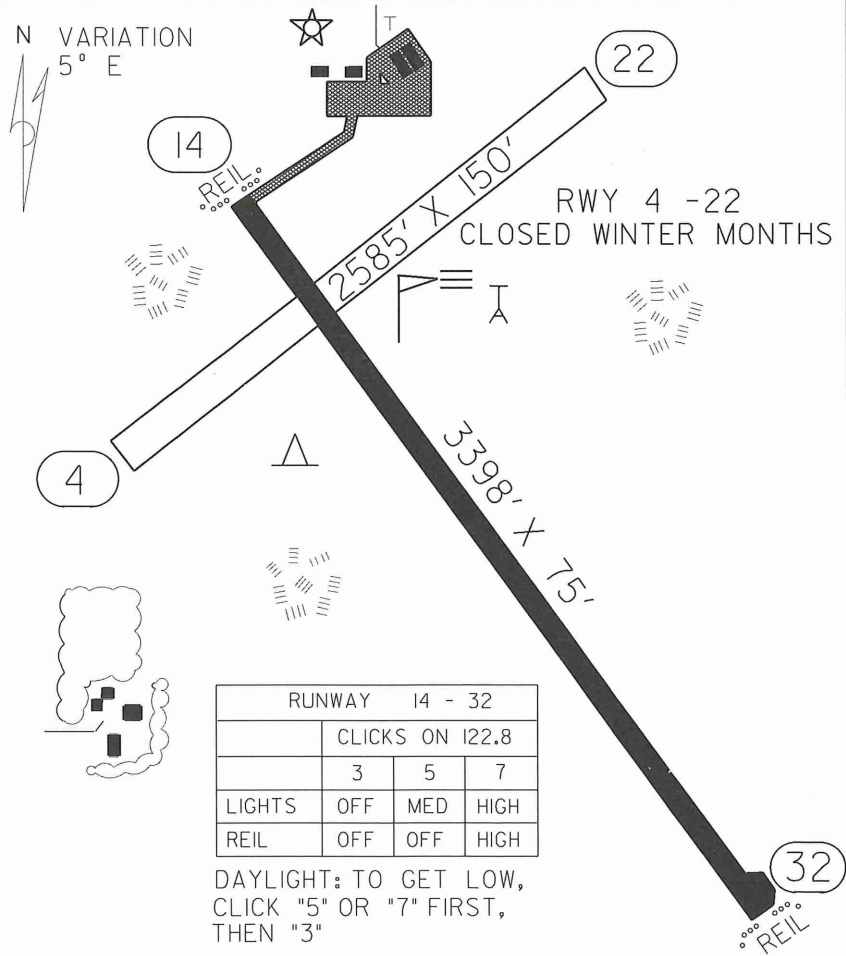 N VARIATION
5° E
T
22
14
REIL
2585' X 150'
RWY 4 -22
CLOSED WINTER MONTHS
T
A
4
3398' X 75'
RUNWAY 14 - 32
CLICKS ON 122.8
3 5 7
LIGHTS OFF MED HIGH
REIL OFF OFF HIGH
DAYLIGHT: TO GET LOW,
CLICK "5" OR "7" FIRST,
THEN "3"
32
REIL